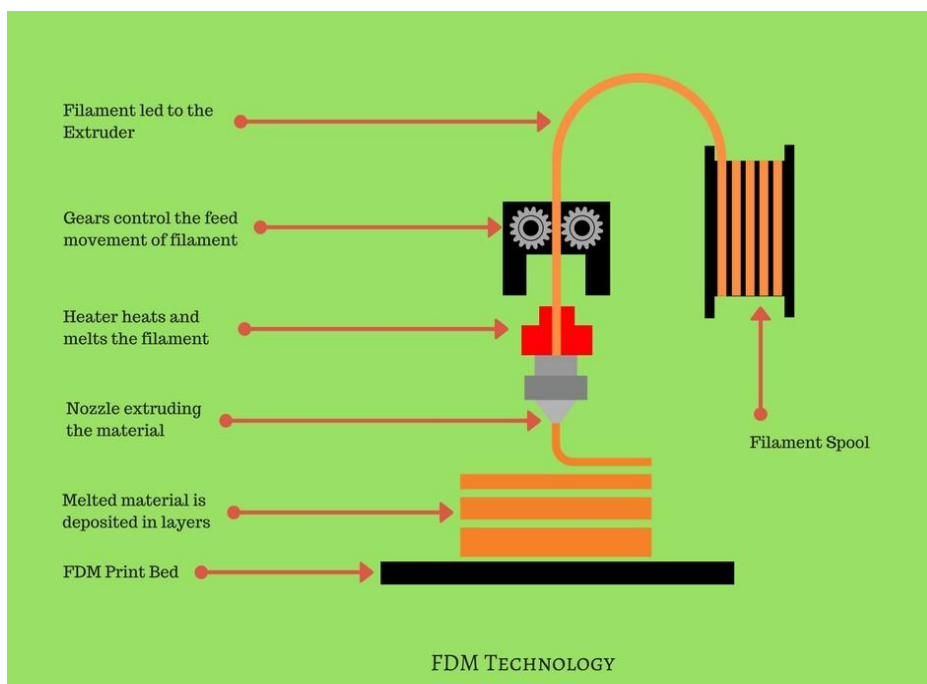 Filament led to the
Extruder
Gears control the feed
movement of filament
Heater heats and
melts the filament
Nozzle extruding
the material
Filament Spool
Melted material is
deposited in layers
FDM Print Bed
FDM Technology